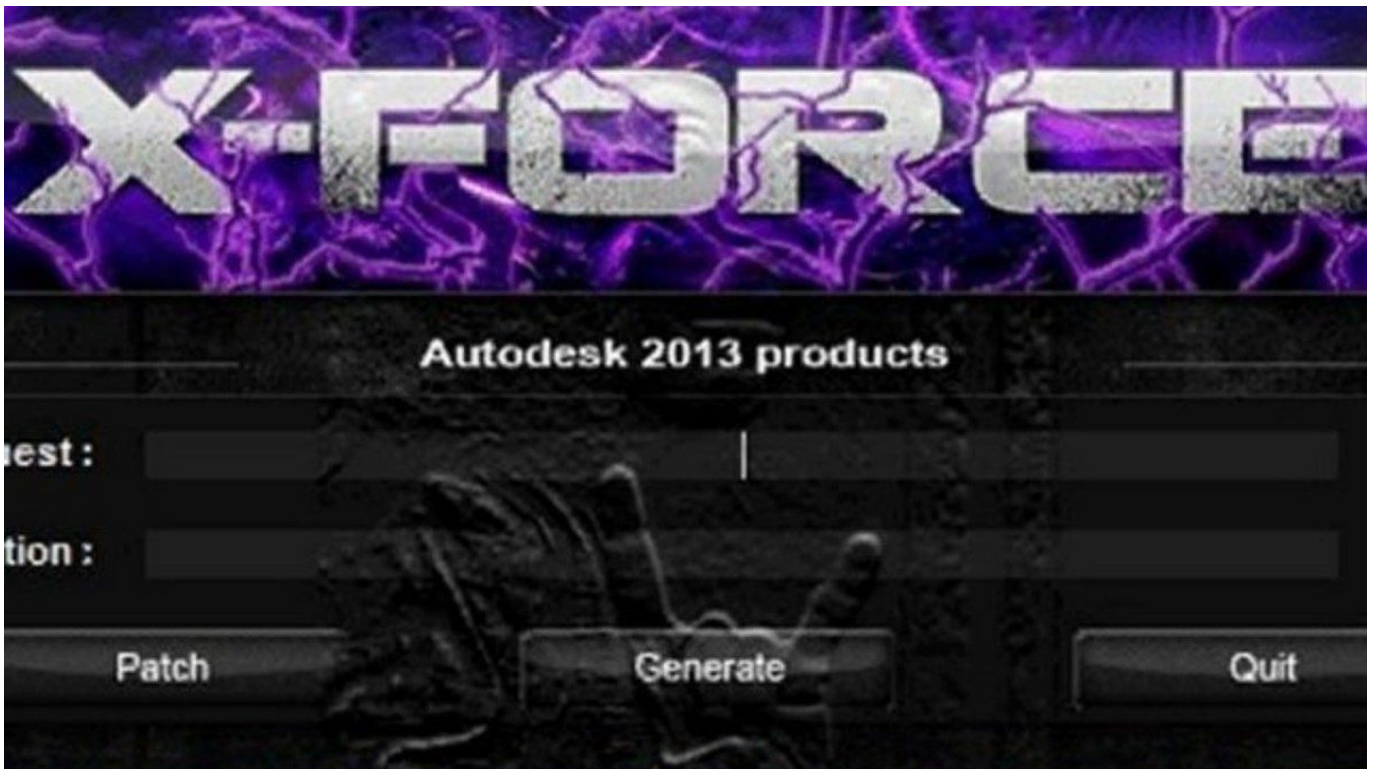 X-FORCE
Autodesk 2013 products
uest :
tion :
Patch Generate Quit